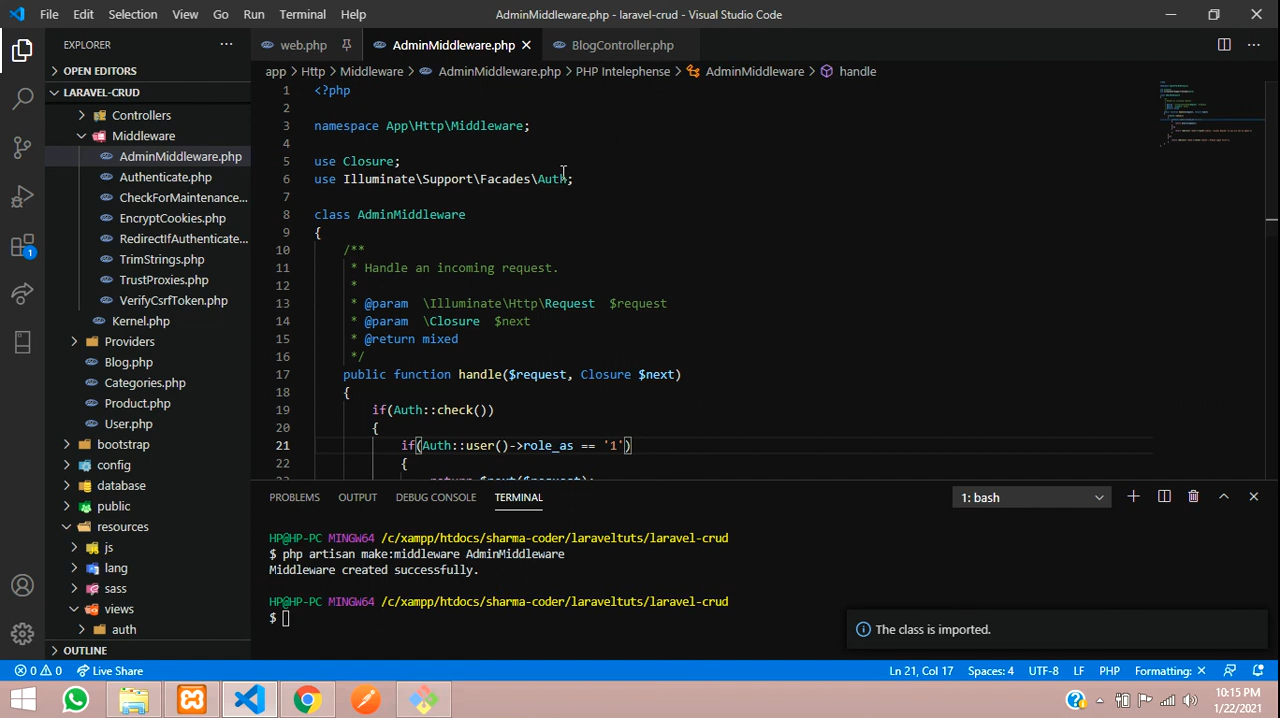 File Edit Selection View Go Run Terminal Help
AdminMiddleware.php - laravel-crud - Visual Studio Code
EXPLORER
web.php
AdminMiddleware.php
BlogController.php
OPEN EDITORS
app > Http > Middleware > AdminMiddleware.php > PHP Intelephense > AdminMiddleware > handle
LARAVEL-CRUD
Controllers
Middleware
AdminMiddleware.php
Authenticate.php
CheckForMaintenance...
EncryptCookies.php
RedirectIfAuthenticate...
TrimStrings.php
TrustProxies.php
VerifyCsrfToken.php
Kernel.php
Providers
Blog.php
Categories.php
Product.php
User.php
bootstrap
config
database
public
resources
js
lang
sass
views
auth
OUTLINE
1 <?php
2
3 namespace App\Http\Middleware;
4
5 use Closure;
6 use Illuminate\Support\Facades\Auth;
7
8 class AdminMiddleware
9 {
10 /**
11 * Handle an incoming request.
12 *
13 * @param \Illuminate\Http\Request $request
14 * @param \Closure $next
15 * @return mixed
16 */
17 public function handle($request, Closure $next)
18 {
19 if(Auth::check())
20 {
21 if(Auth::user()->role_as == '1')
22 {
23 return $next($request);
PROBLEMS OUTPUT DEBUG CONSOLE TERMINAL
1: bash
HP@HP-PC MINGW64 /c/xampp/htdocs/sharma-coder/laraveltuts/laravel-crud
$ php artisan make:middleware AdminMiddleware
Middleware created successfully.
HP@HP-PC MINGW64 /c/xampp/htdocs/sharma-coder/laraveltuts/laravel-crud
$
The class is imported.
1
0 0 Live Share
Ln 21, Col 17 Spaces: 4 UTF-8 LF PHP Formatting: ×
10:15 PM
1/22/2021